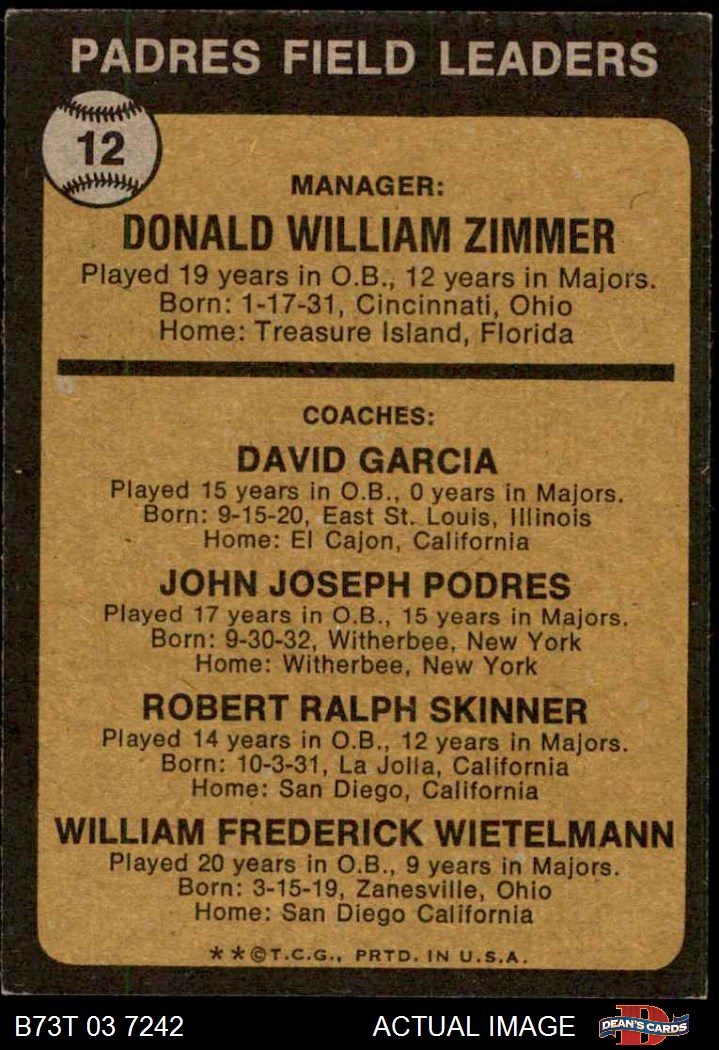 PADRES FIELD LEADERS
12
MANAGER:
DONALD WILLIAM ZIMMER
Played 19 years in O.B., 12 years in Majors.
Born: 1-17-31, Cincinnati, Ohio
Home: Treasure Island, Florida
COACHES:
DAVID GARCIA
Played 15 years in O.B., 0 years in Majors.
Born: 9-15-20, East St. Louis, Illinois
Home: El Cajon, California
JOHN JOSEPH PODRES
Played 17 years in O.B., 15 years in Majors.
Born: 9-30-32, Witherbee, New York
Home: Witherbee, New York
ROBERT RALPH SKINNER
Played 14 years in O.B., 12 years in Majors.
Born: 10-3-31, La Jolla, California
Home: San Diego, California
WILLIAM FREDERICK WIETELMANN
Played 20 years in O.B., 9 years in Majors.
Born: 3-15-19, Zanesville, Ohio
Home: San Diego California
**©T.C.G., PRTD. IN U.S.A.
B73T 03 7242 ACTUAL IMAGE DEAN'S CARDS